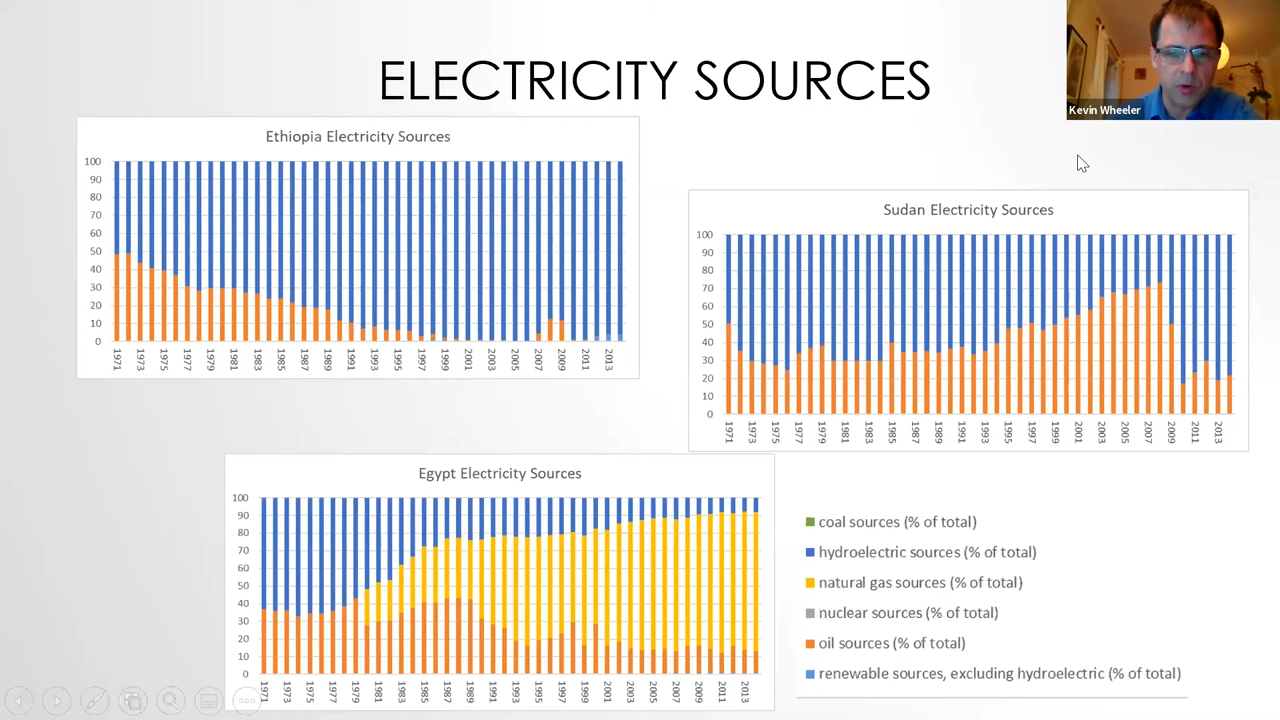 ELECTRICITY SOURCES
Kevin Wheeler
Ethiopia Electricity Sources
100
90
80
70
60
50
40
30
20
10
0
1971 1973 1975 1977 1979 1981 1983 1985 1987 1989 1991 1993 1995 1997 1999 2001 2003 2005 2007 2009 2011 2013
Sudan Electricity Sources
100
90
80
70
60
50
40
30
20
10
0
1971 1973 1975 1977 1979 1981 1983 1985 1987 1989 1991 1993 1995 1997 1999 2001 2003 2005 2007 2009 2011 2013
Egypt Electricity Sources
100
90
80
70
60
50
40
30
20
10
0
1971 1973 1975 1977 1979 1981 1983 1985 1987 1989 1991 1993 1995 1997 1999 2001 2003 2005 2007 2009 2011 2013
coal sources (% of total)
hydroelectric sources (% of total)
natural gas sources (% of total)
nuclear sources (% of total)
oil sources (% of total)
renewable sources, excluding hydroelectric (% of total)